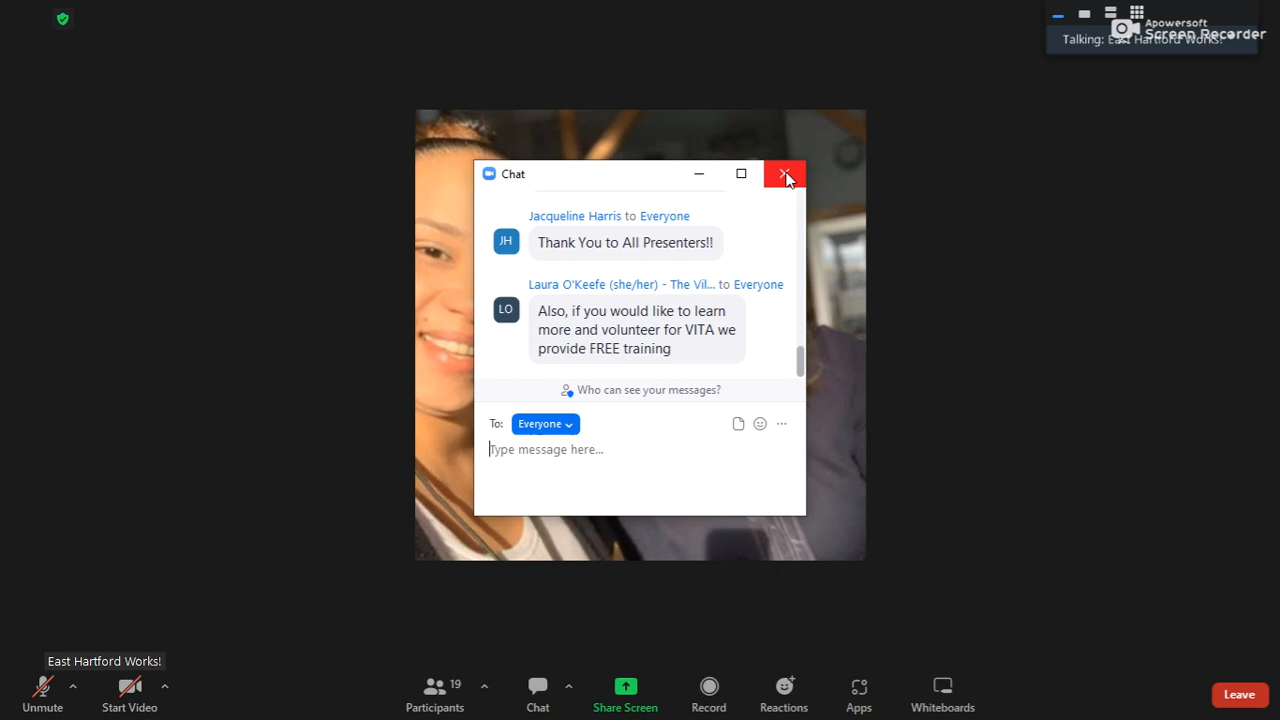 Apowersoft
Screen Recorder
Talking: East Hartford Works!
Chat
Jacqueline Harris to Everyone
JH
Thank You to All Presenters!!
Laura O'Keefe (she/her) - The Vil... to Everyone
LO
Also, if you would like to learn
more and volunteer for VITA we
provide FREE training
Who can see your messages?
To: Everyone
Type message here...
East Hartford Works!
19
Unmute
Start Video
Participants
Chat
Share Screen
Record
Reactions
Apps
Whiteboards
Leave